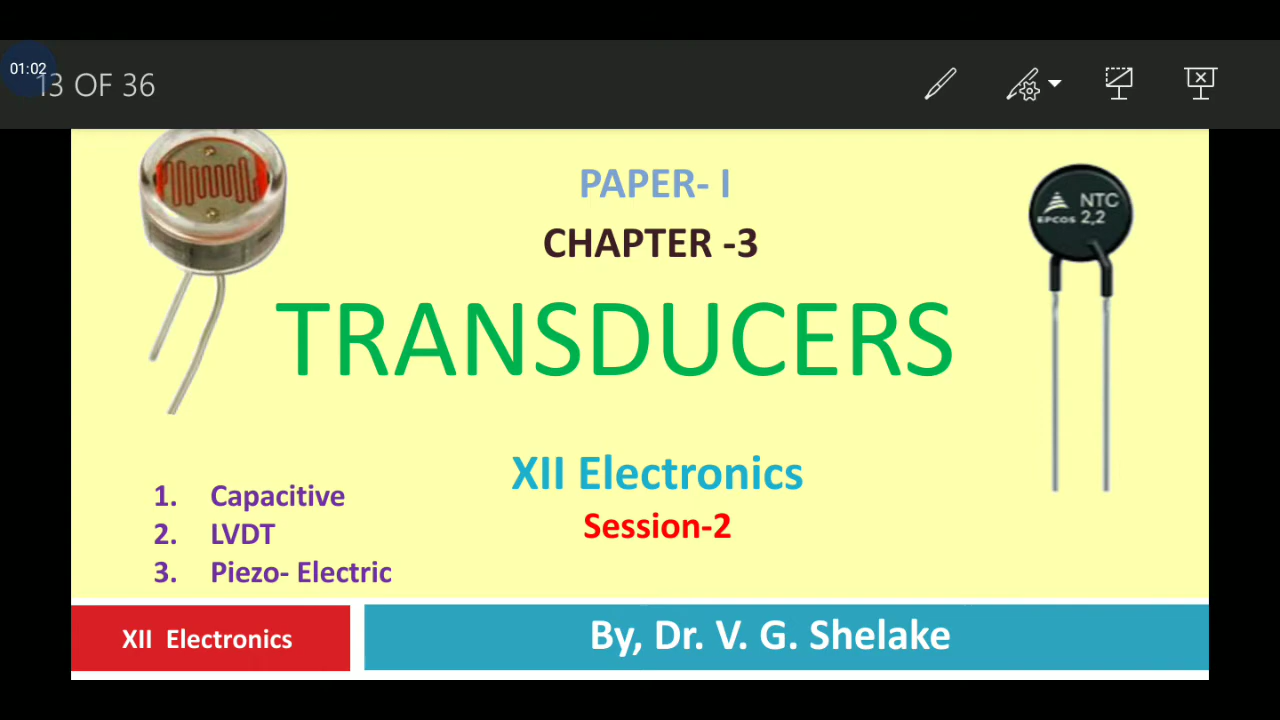 01:02
13 OF 36
PAPER- I
CHAPTER -3
TRANSDUCERS
NTC
EPCOS 2,2
XII Electronics
Session-2
1. Capacitive
2. LVDT
3. Piezo- Electric
XII Electronics
By, Dr. V. G. Shelake